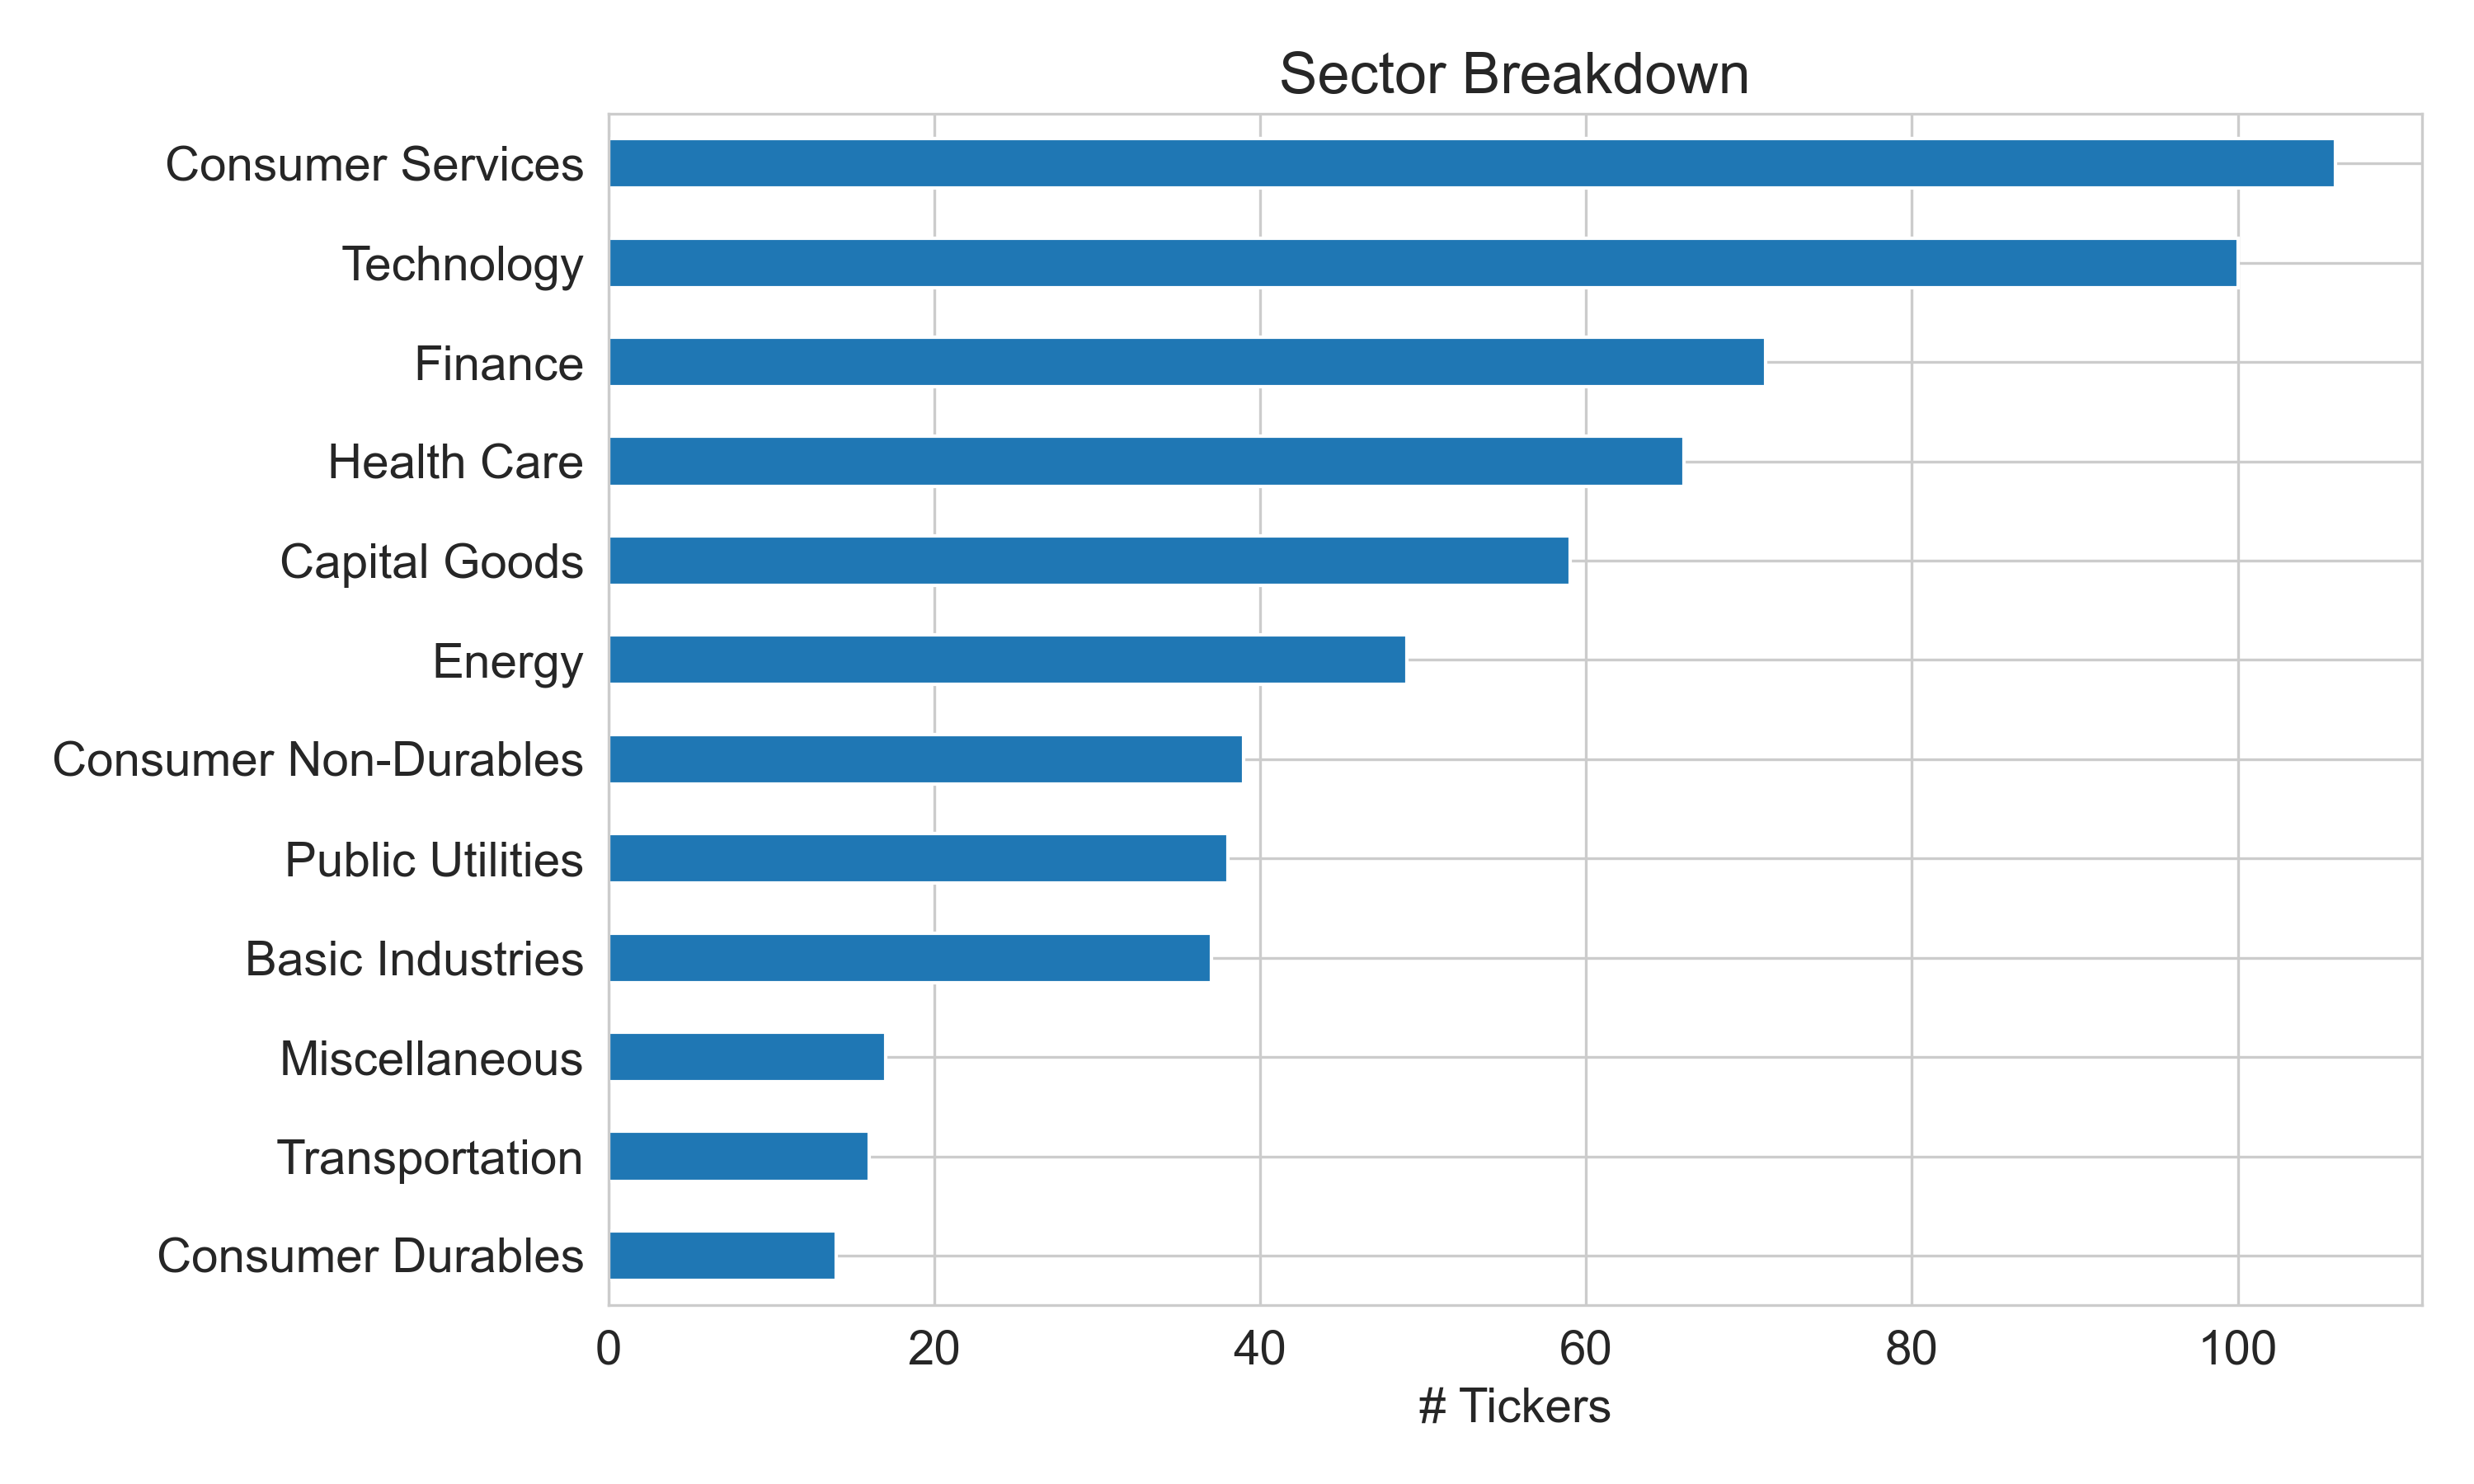 Sector Breakdown
Consumer Services
Technology
Finance
Health Care
Capital Goods
Energy
Consumer Non-Durables
Public Utilities
Basic Industries
Miscellaneous
Transportation
Consumer Durables
0 20 40 60 80 100
# Tickers